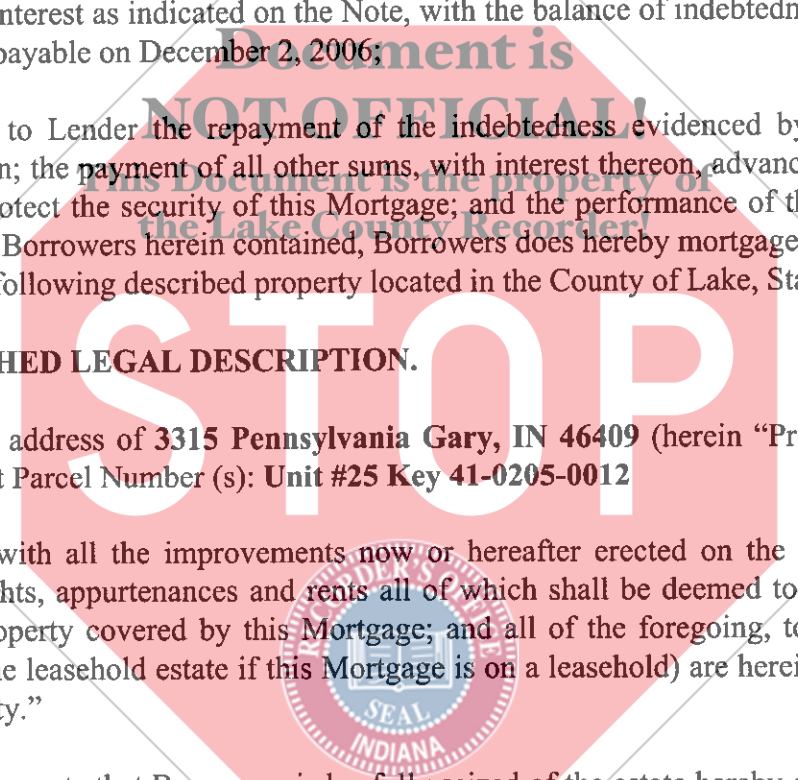 nterest as indicated on the Note, with the balance of indebtedn
payable on December 2, 2006;
Document is
NOT OFFICIAL!
to Lender the repayment of the indebtedness evidenced by
n; the payment of all other sums, with interest thereon, advanc
This Document is the property of
otect the security of this Mortgage; and the performance of th
the Lake County Recorder!
Borrowers herein contained, Borrowers does hereby mortgage
following described property located in the County of Lake, Sta
STOP
HED LEGAL DESCRIPTION.
address of 3315 Pennsylvania Gary, IN 46409 (herein “Pr
t Parcel Number (s): Unit #25 Key 41-0205-0012
with all the improvements now or hereafter erected on the
hts, appurtenances and rents all of which shall be deemed to
operty covered by this Mortgage; and all of the foregoing, to
e leasehold estate if this Mortgage is on a leasehold) are herei
ty.”
RECORDER'S OFFICE
SEAL
INDIANA